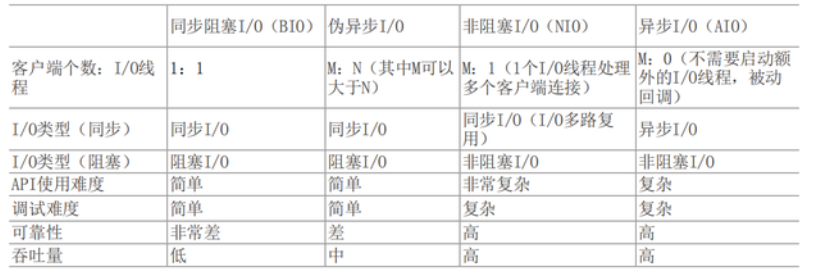 同步阻塞I/O（BIO） 伪异步I/O 非阻塞I/O（NIO） 异步I/O（AIO）
客户端个数：I/O线程 1：1 M：N（其中M可以大于N） M：1（1个I/O线程处理多个客户端连接） M：0（不需要启动额外的I/O线程，被动回调）
I/O类型（同步） 同步I/O 同步I/O 同步I/O（I/O多路复用） 异步I/O
I/O类型（阻塞） 阻塞I/O 阻塞I/O 非阻塞I/O 非阻塞I/O
API使用难度 简单 简单 非常复杂 复杂
调试难度 简单 简单 复杂 复杂
可靠性 非常差 差 高 高
吞吐量 低 中 高 高